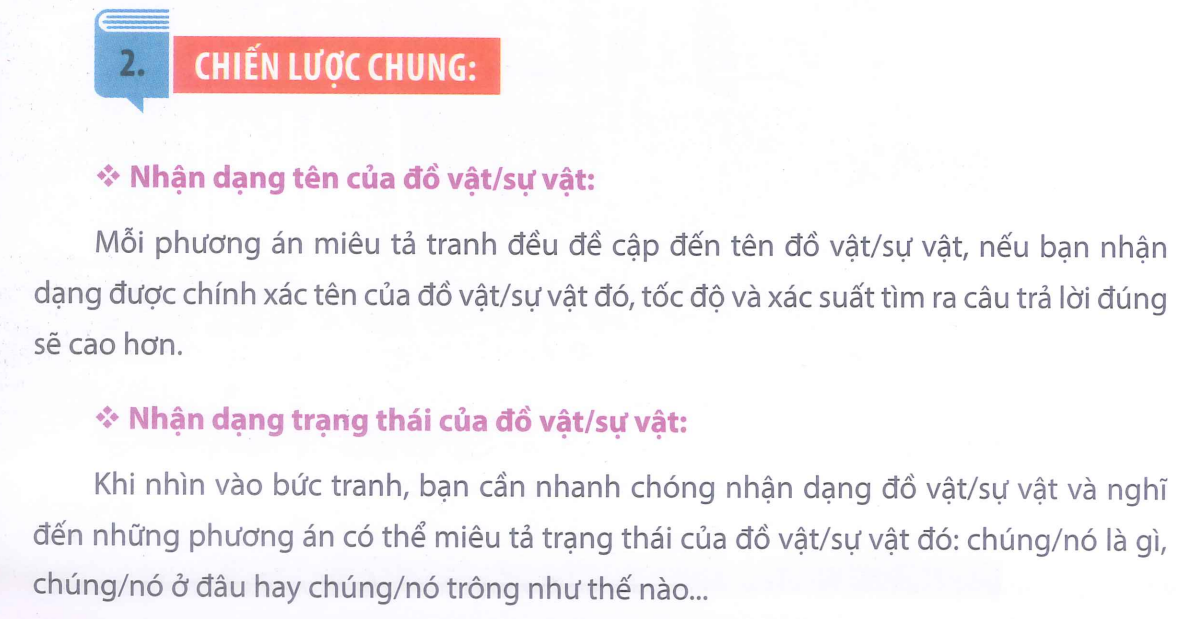 2. CHIẾN LƯỢC CHUNG:
❖ Nhận dạng tên của đồ vật/sự vật:
Mỗi phương án miêu tả tranh đều đề cập đến tên đồ vật/sự vật, nếu bạn nhận
dạng được chính xác tên của đồ vật/sự vật đó, tốc độ và xác suất tìm ra câu trả lời đúng
sẽ cao hơn.
❖ Nhận dạng trạng thái của đồ vật/sự vật:
Khi nhìn vào bức tranh, bạn cần nhanh chóng nhận dạng đồ vật/sự vật và nghĩ
đến những phương án có thể miêu tả trạng thái của đồ vật/sự vật đó: chúng/nó là gì,
chúng/nó ở đâu hay chúng/nó trông như thế nào...